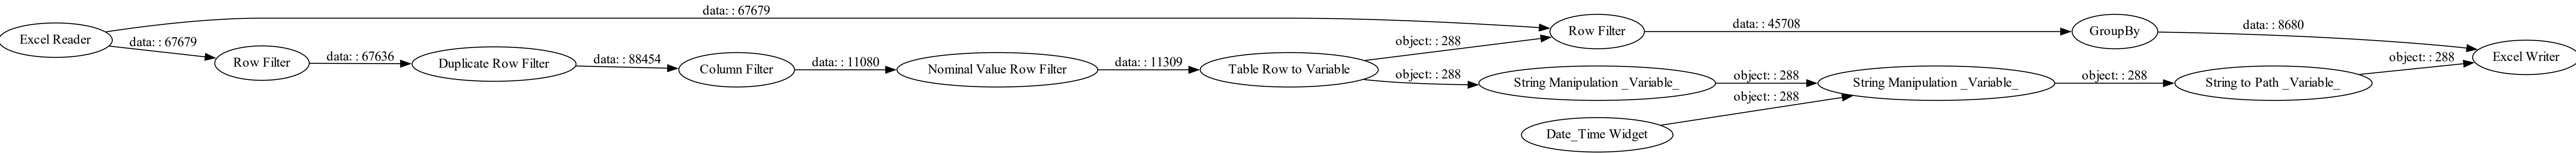 data: : 67679
Excel Reader
data: : 67679
Row Filter
data: : 67636
Duplicate Row Filter
data: : 88454
Column Filter
data: : 11080
Nominal Value Row Filter
data: : 11309
Table Row to Variable
object: : 288
Row Filter
data: : 45708
GroupBy
data: : 8680
object: : 288
String Manipulation _Variable_
object: : 288
Date_Time Widget
object: : 288
String Manipulation _Variable_
object: : 288
String to Path _Variable_
object: : 288
Excel Writer